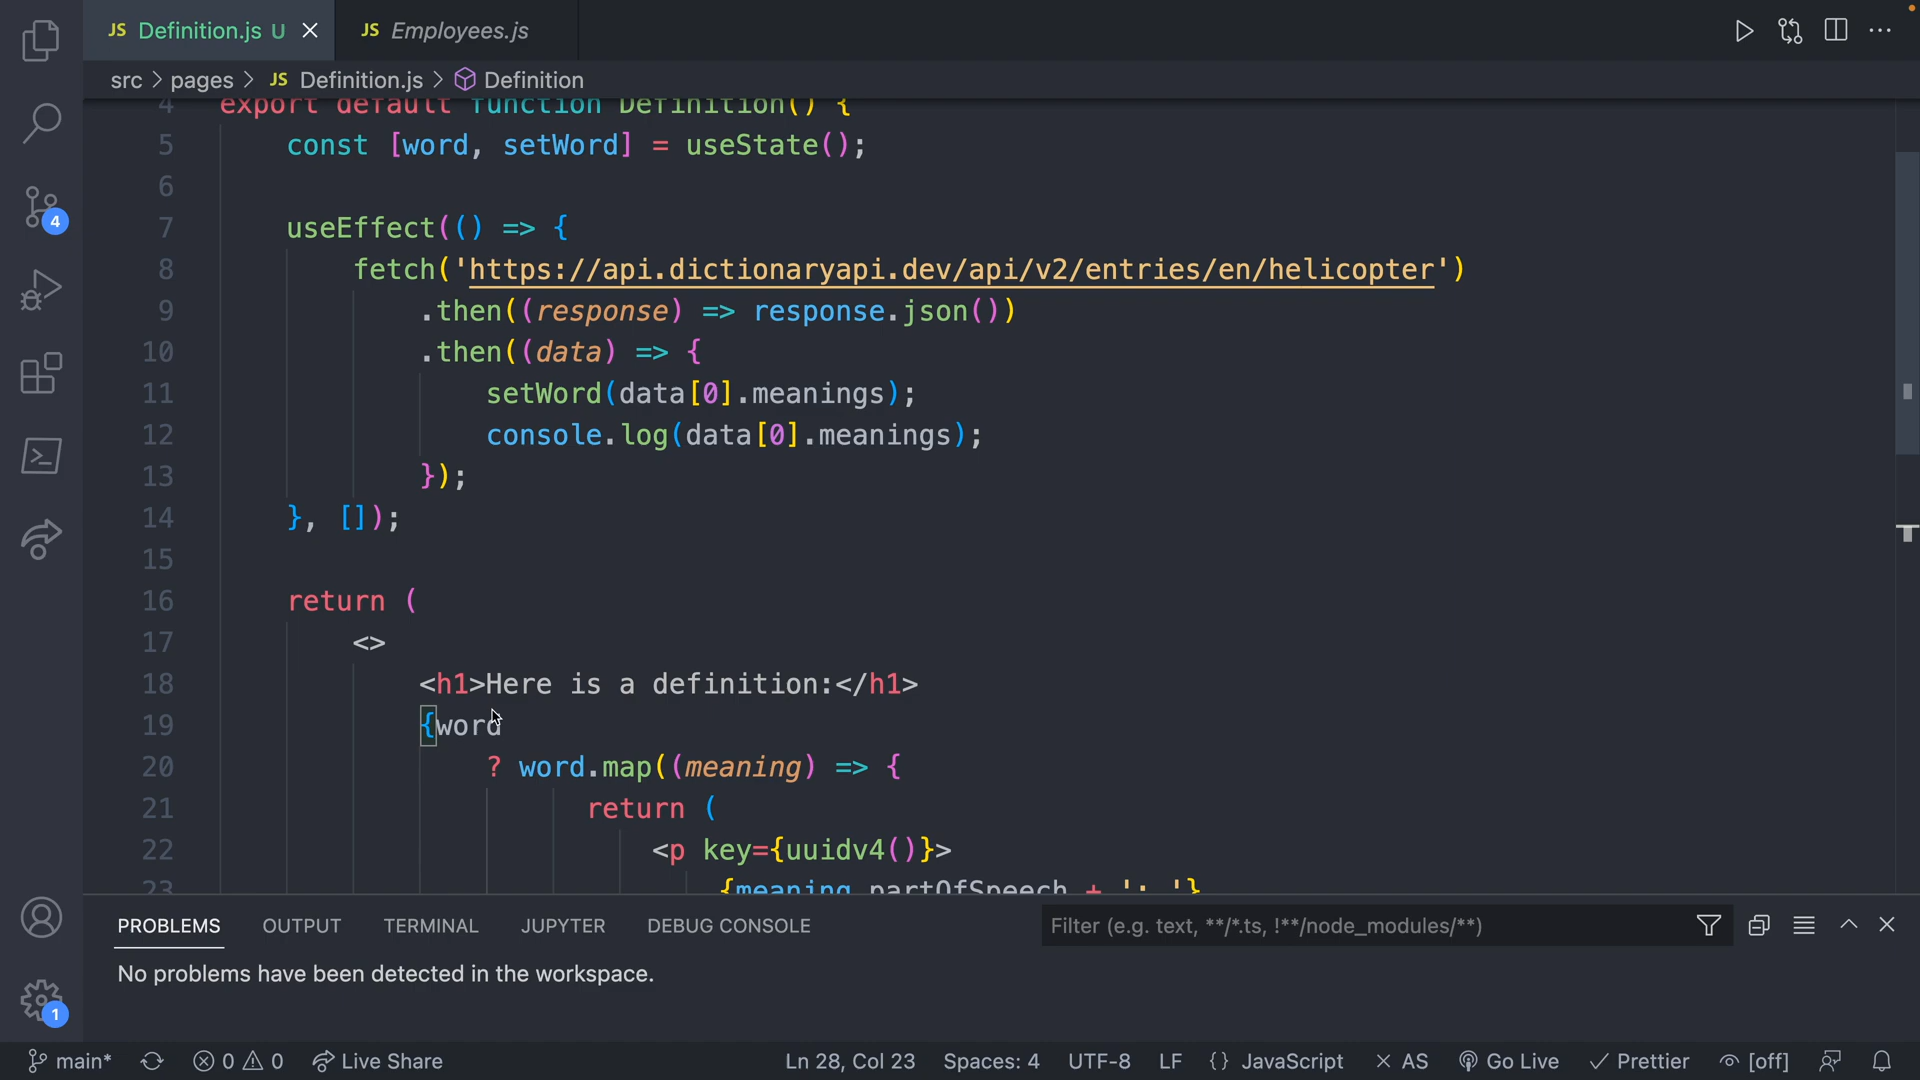 JS Definition.js U
JS Employees.js
src > pages > JS Definition.js > Definition
4 export default function Definition() {
5 const [word, setWord] = useState();
6
7 useEffect(() => {
8 fetch('https://api.dictionaryapi.dev/api/v2/entries/en/helicopter')
9 .then((response) => response.json())
10 .then((data) => {
11 setWord(data[0].meanings);
12 console.log(data[0].meanings);
13 });
14 }, []);
15
16 return (
17 <>
18 <h1>Here is a definition:</h1>
19 {word
20 ? word.map((meaning) => {
21 return (
22 <p key={uuidv4()}>
23 {meaning.partOfSpeech + ': '}
4
1
PROBLEMS OUTPUT TERMINAL JUPYTER DEBUG CONSOLE
Filter (e.g. text, **/*.ts, !**/node_modules/**)
No problems have been detected in the workspace.
main* 0 0 Live Share Ln 28, Col 23 Spaces: 4 UTF-8 LF {} JavaScript × AS Go Live ✓ Prettier [off]